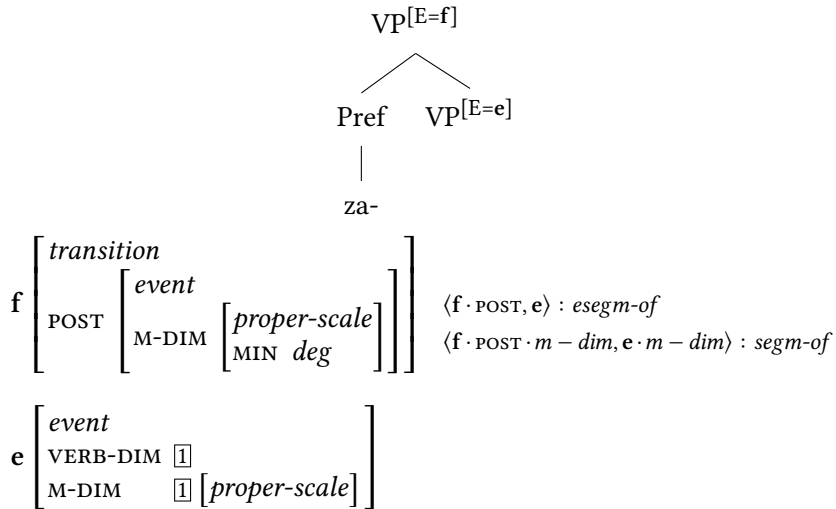 VP[E=f]
Pref VP[E=e]
za-
f [transition
POST [event
M-DIM [proper-scale
MIN deg]]]
⟨f · POST, e⟩ : esegm-of
⟨f · POST · m − dim, e · m − dim⟩ : segm-of
e [event
VERB-DIM 1
M-DIM 1 [proper-scale]]